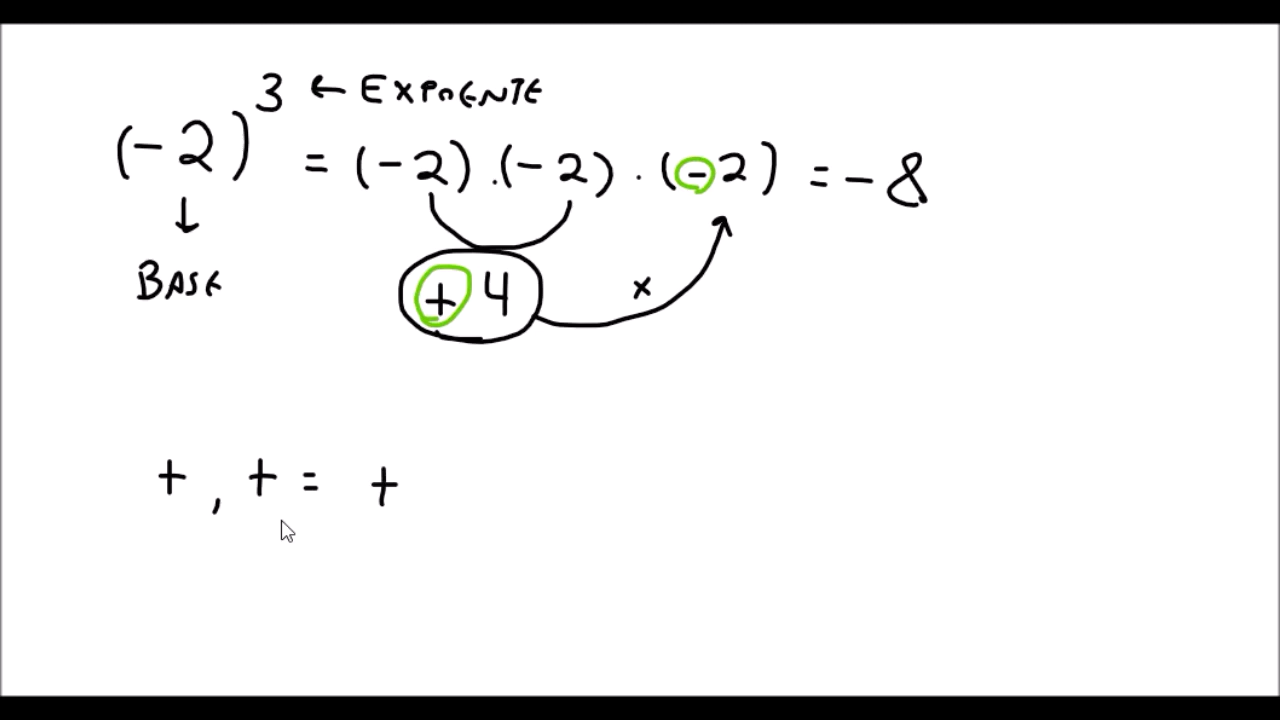 (-2)³ ← EXPOENTE
= (-2) . (-2) . (-2) = -8
↓
BASE
+ 4
x
+ , + = +